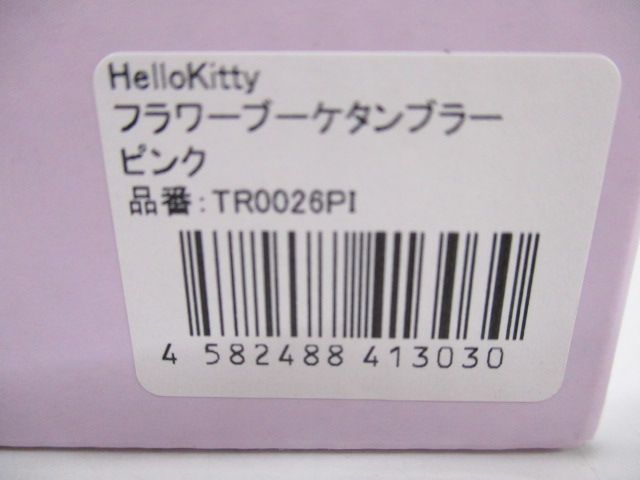 HelloKitty
フラワーブーケタンブラー
ピンク
品番:TR0026PI
4 582488 413030